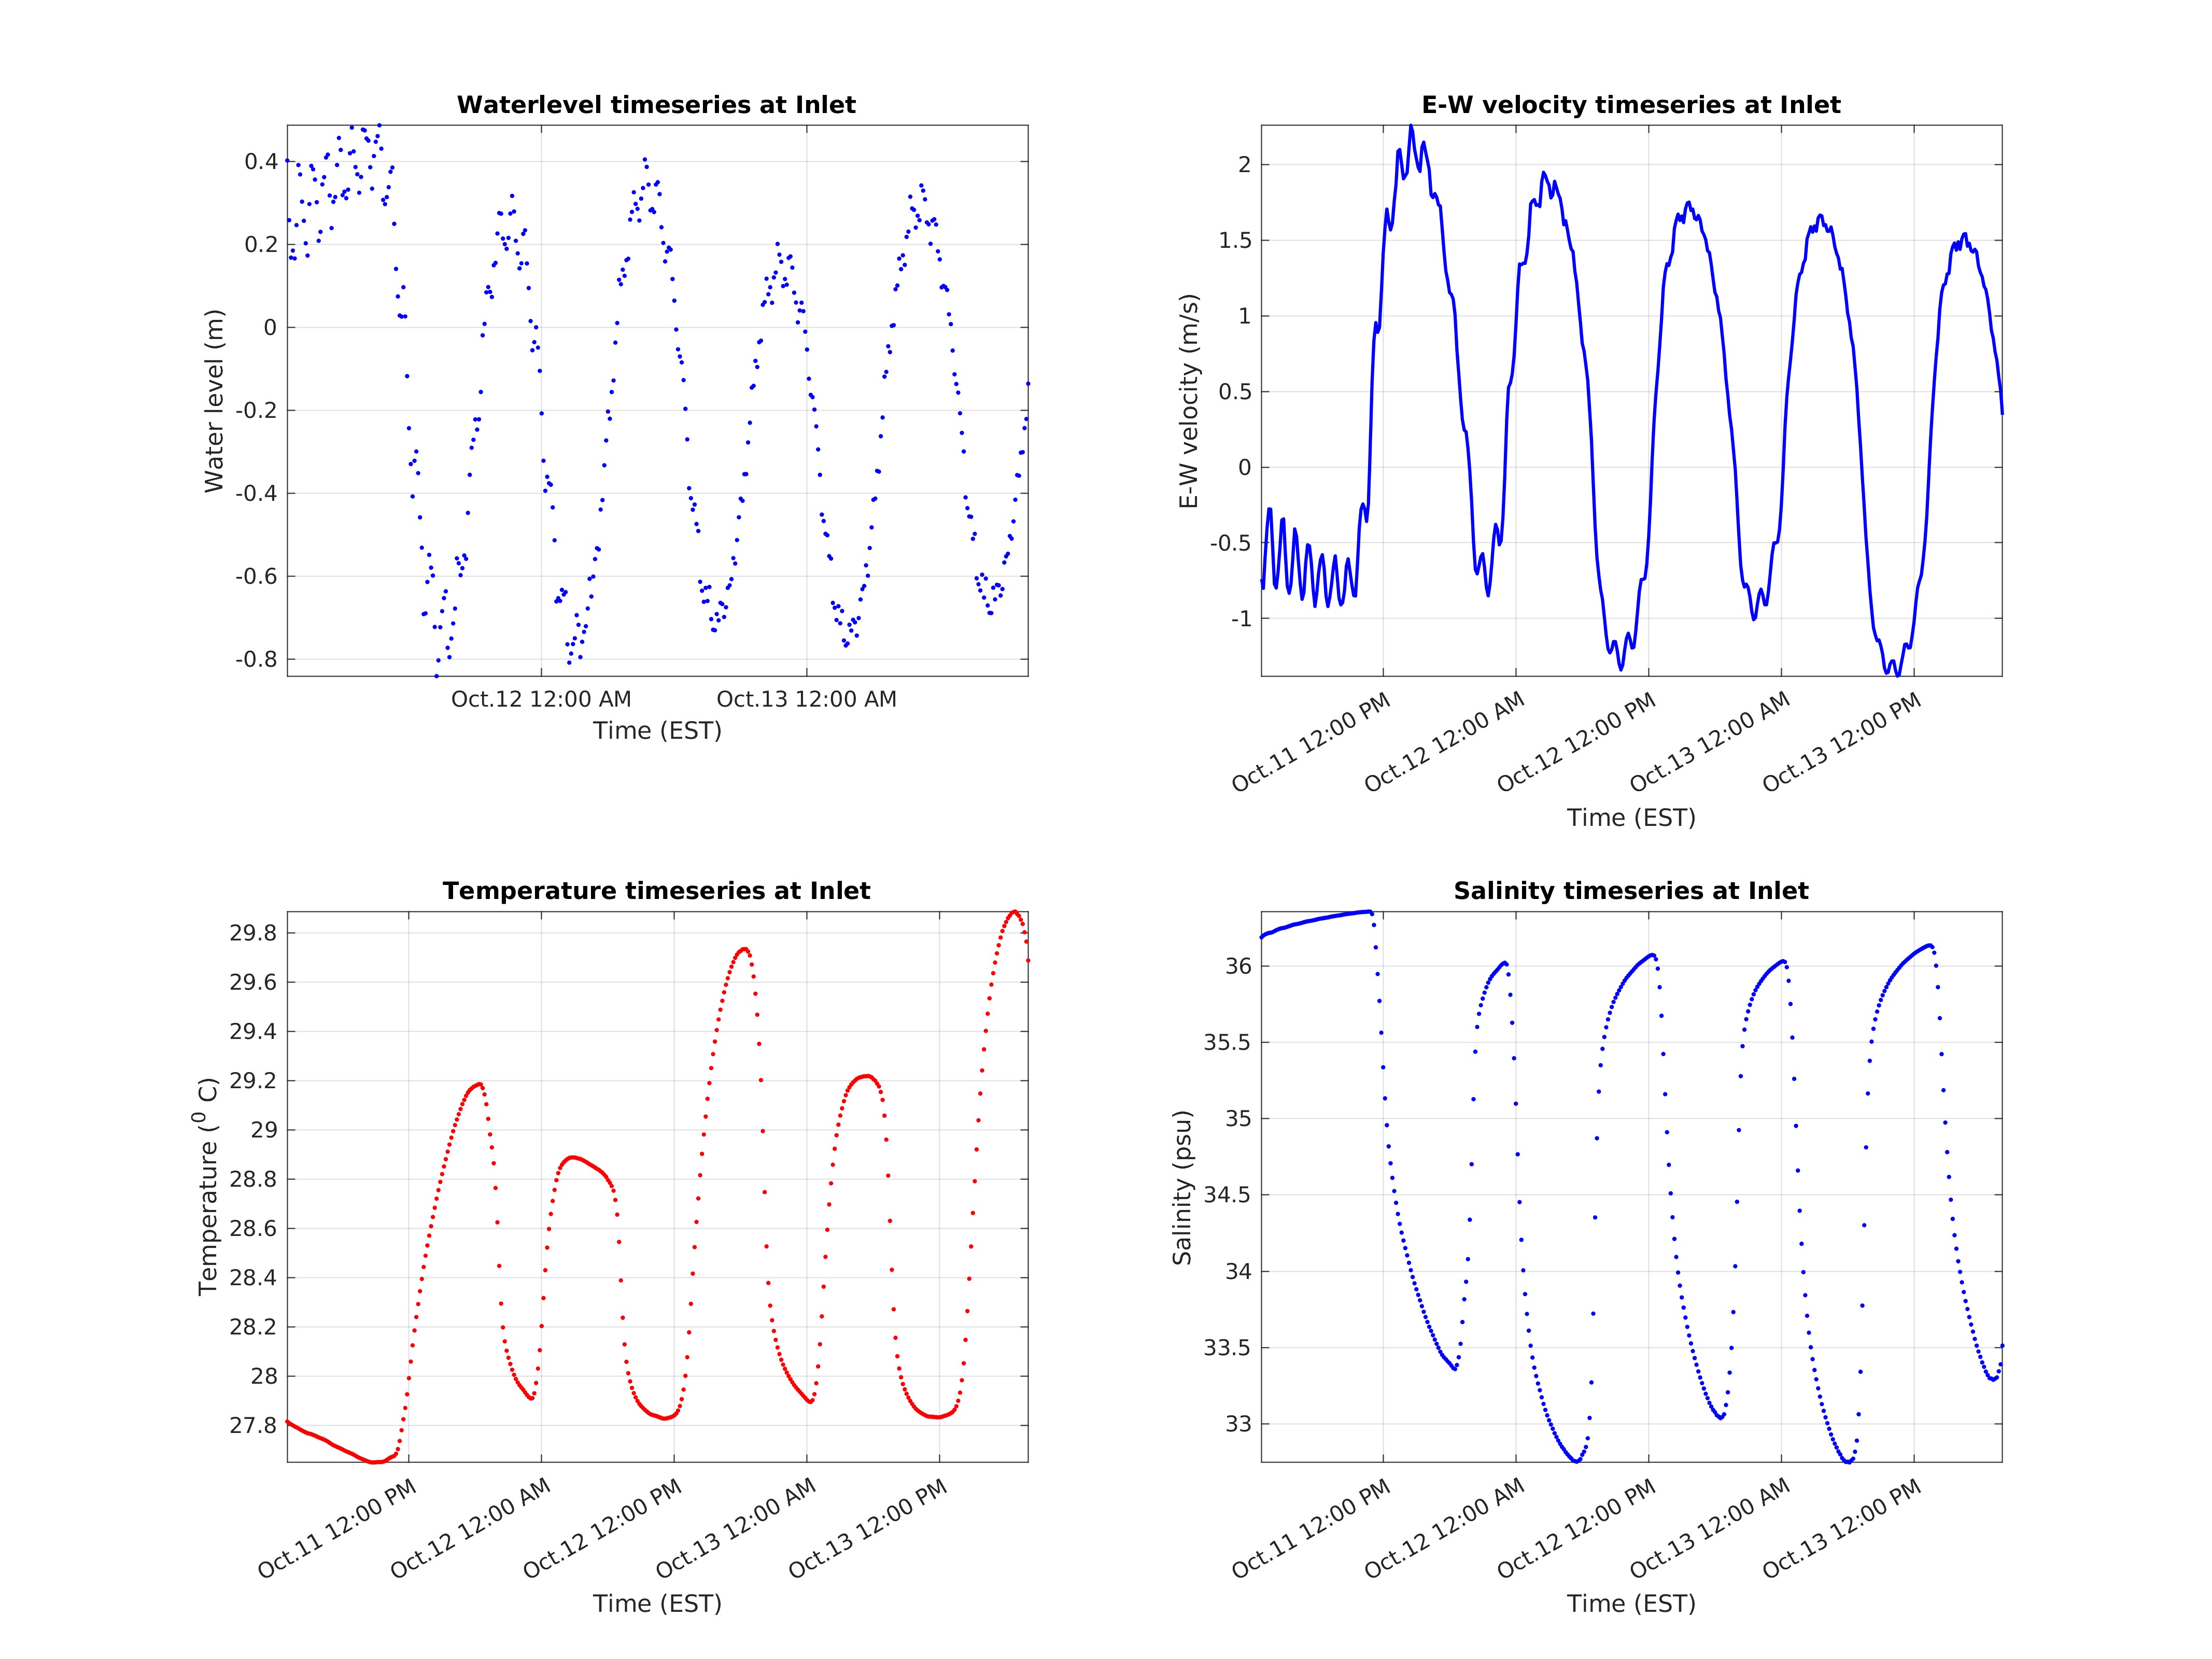 Waterlevel timeseries at Inlet
0.4
0.2
0
-0.2
-0.4
-0.6
-0.8
Water level (m)
Oct.12 12:00 AM
Oct.13 12:00 AM
Time (EST)
E-W velocity timeseries at Inlet
2
1.5
1
0.5
0
-0.5
-1
E-W velocity (m/s)
Oct.11 12:00 PM
Oct.12 12:00 AM
Oct.12 12:00 PM
Oct.13 12:00 AM
Oct.13 12:00 PM
Time (EST)
Temperature timeseries at Inlet
29.8
29.6
29.4
29.2
29
28.8
28.6
28.4
28.2
28
27.8
Temperature (⁰ C)
Oct.11 12:00 PM
Oct.12 12:00 AM
Oct.12 12:00 PM
Oct.13 12:00 AM
Oct.13 12:00 PM
Time (EST)
Salinity timeseries at Inlet
36
35.5
35
34.5
34
33.5
33
Salinity (psu)
Oct.11 12:00 PM
Oct.12 12:00 AM
Oct.12 12:00 PM
Oct.13 12:00 AM
Oct.13 12:00 PM
Time (EST)